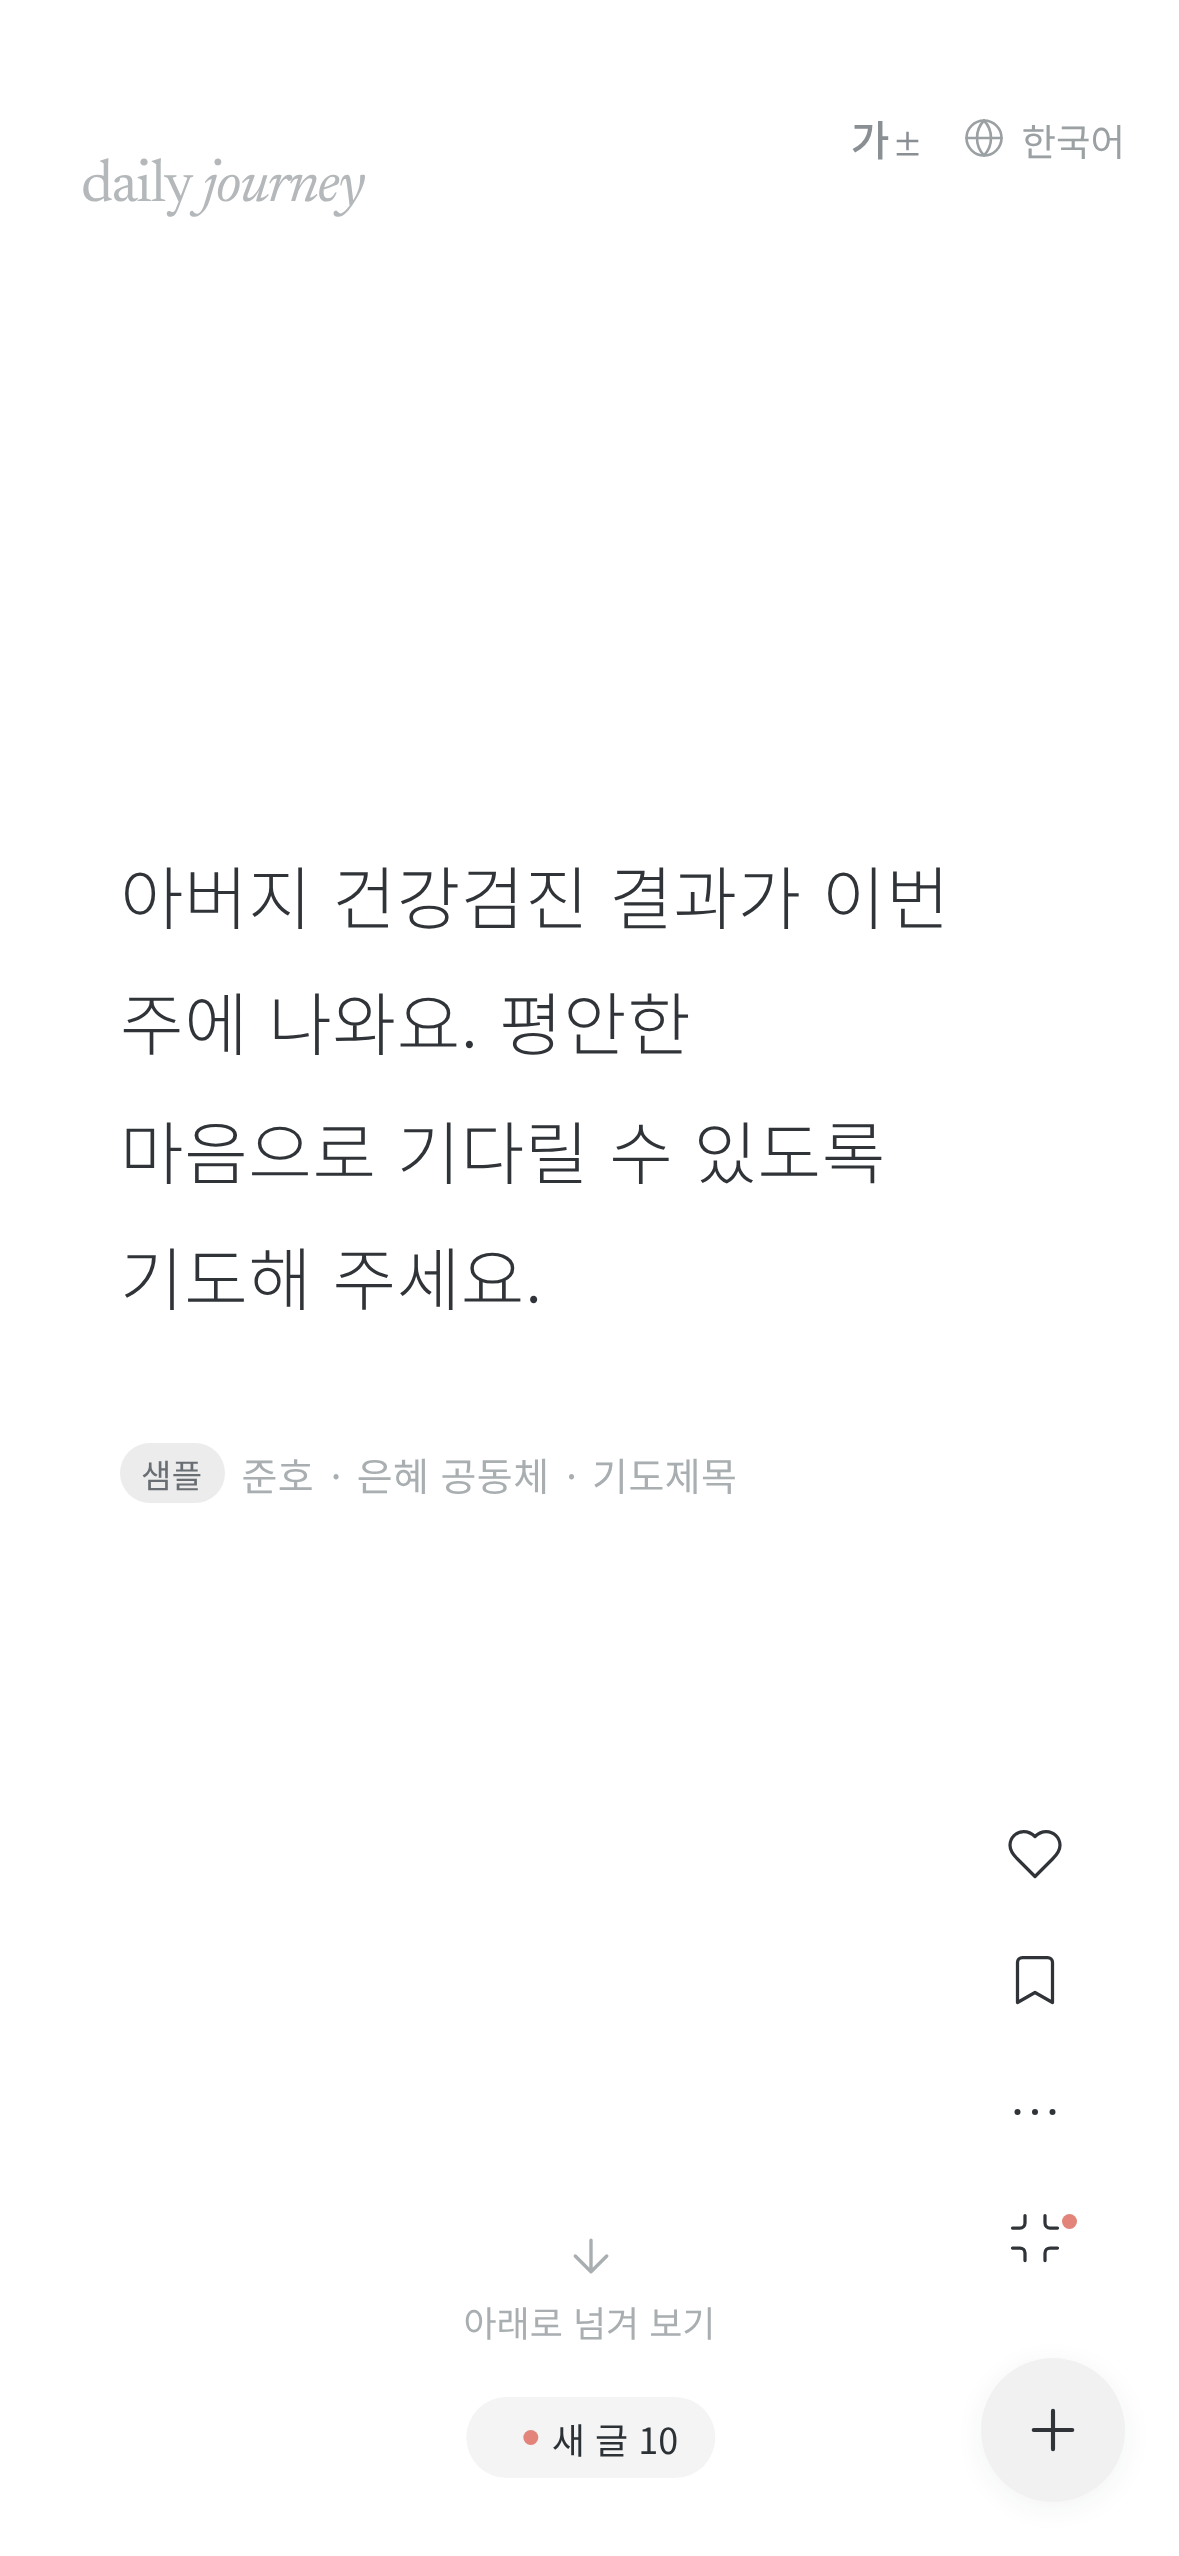 가± 한국어
daily journey
아버지 건강검진 결과가 이번
주에 나와요. 평안한
마음으로 기다릴 수 있도록
기도해 주세요.
샘플 준호 · 은혜 공동체 · 기도제목
아래로 넘겨 보기
새 글 10